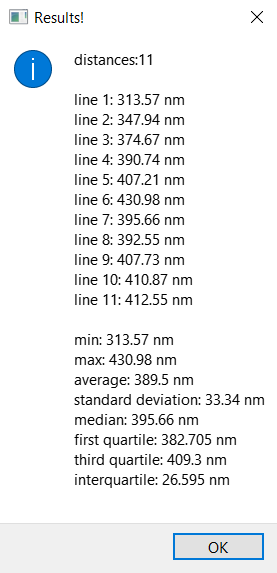 Results!
distances:11
line 1: 313.57 nm
line 2: 347.94 nm
line 3: 374.67 nm
line 4: 390.74 nm
line 5: 407.21 nm
line 6: 430.98 nm
line 7: 395.66 nm
line 8: 392.55 nm
line 9: 407.73 nm
line 10: 410.87 nm
line 11: 412.55 nm
min: 313.57 nm
max: 430.98 nm
average: 389.5 nm
standard deviation: 33.34 nm
median: 395.66 nm
first quartile: 382.705 nm
third quartile: 409.3 nm
interquartile: 26.595 nm
OK